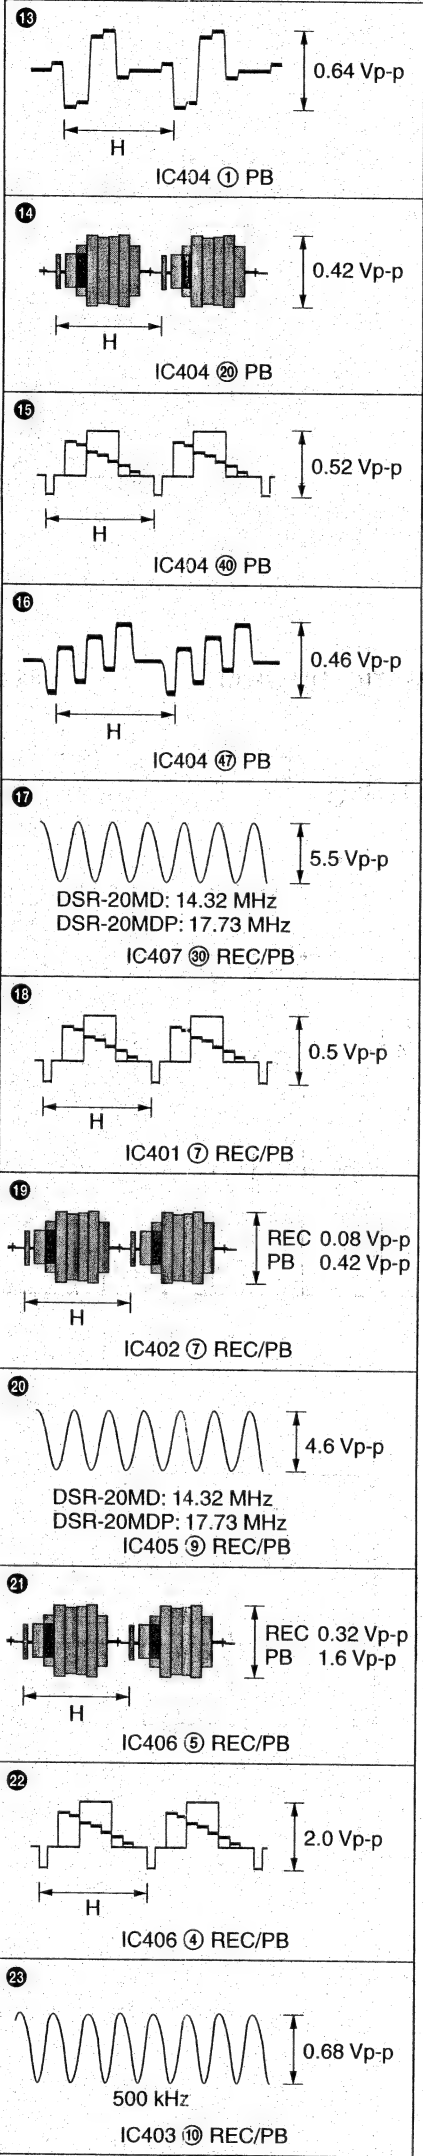 13
0.64 Vp-p
H
IC404 ① PB
14
0.42 Vp-p
H
IC404 ⑳ PB
15
0.52 Vp-p
H
IC404 ㊵ PB
16
0.46 Vp-p
H
IC404 ㊼ PB
17
5.5 Vp-p
DSR-20MD: 14.32 MHz
DSR-20MDP: 17.73 MHz
IC407 ㉚ REC/PB
18
0.5 Vp-p
H
IC401 ⑦ REC/PB
19
REC 0.08 Vp-p
PB 0.42 Vp-p
H
IC402 ⑦ REC/PB
20
4.6 Vp-p
DSR-20MD: 14.32 MHz
DSR-20MDP: 17.73 MHz
IC405 ⑨ REC/PB
21
REC 0.32 Vp-p
PB 1.6 Vp-p
H
IC406 ⑤ REC/PB
22
2.0 Vp-p
H
IC406 ④ REC/PB
23
0.68 Vp-p
500 kHz
IC403 ⑩ REC/PB